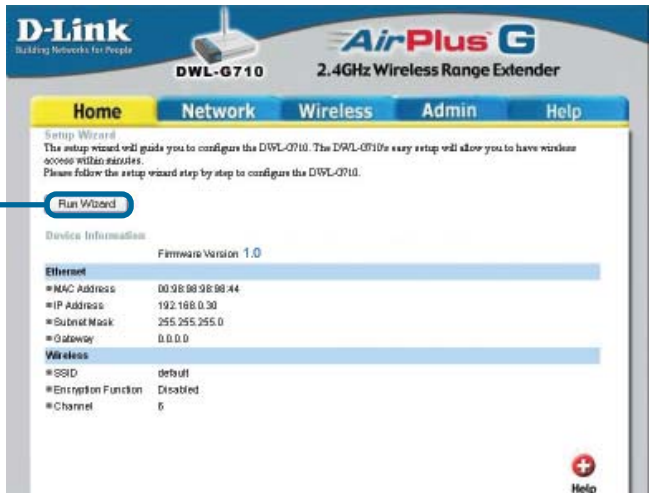 D-Link
Building Networks for People
AirPlus G
DWL-G710
2.4GHz Wireless Range Extender
Home
Network
Wireless
Admin
Help
Setup Wizard
The setup wizard will guide you to configure the DWL-G710. The DWL-G710's easy setup will allow you to have wireless
access within minutes.
Please follow the setup wizard step by step to configure the DWL-G710.
Run Wizard
Device Information
Firmware Version 1.0
Ethernet
MAC Address 00:98:98:98:98:44
IP Address 192.168.0.30
Subnet Mask 255.255.255.0
Gateway 0.0.0.0
Wireless
SSID default
Encryption Function Disabled
Channel 6
Help